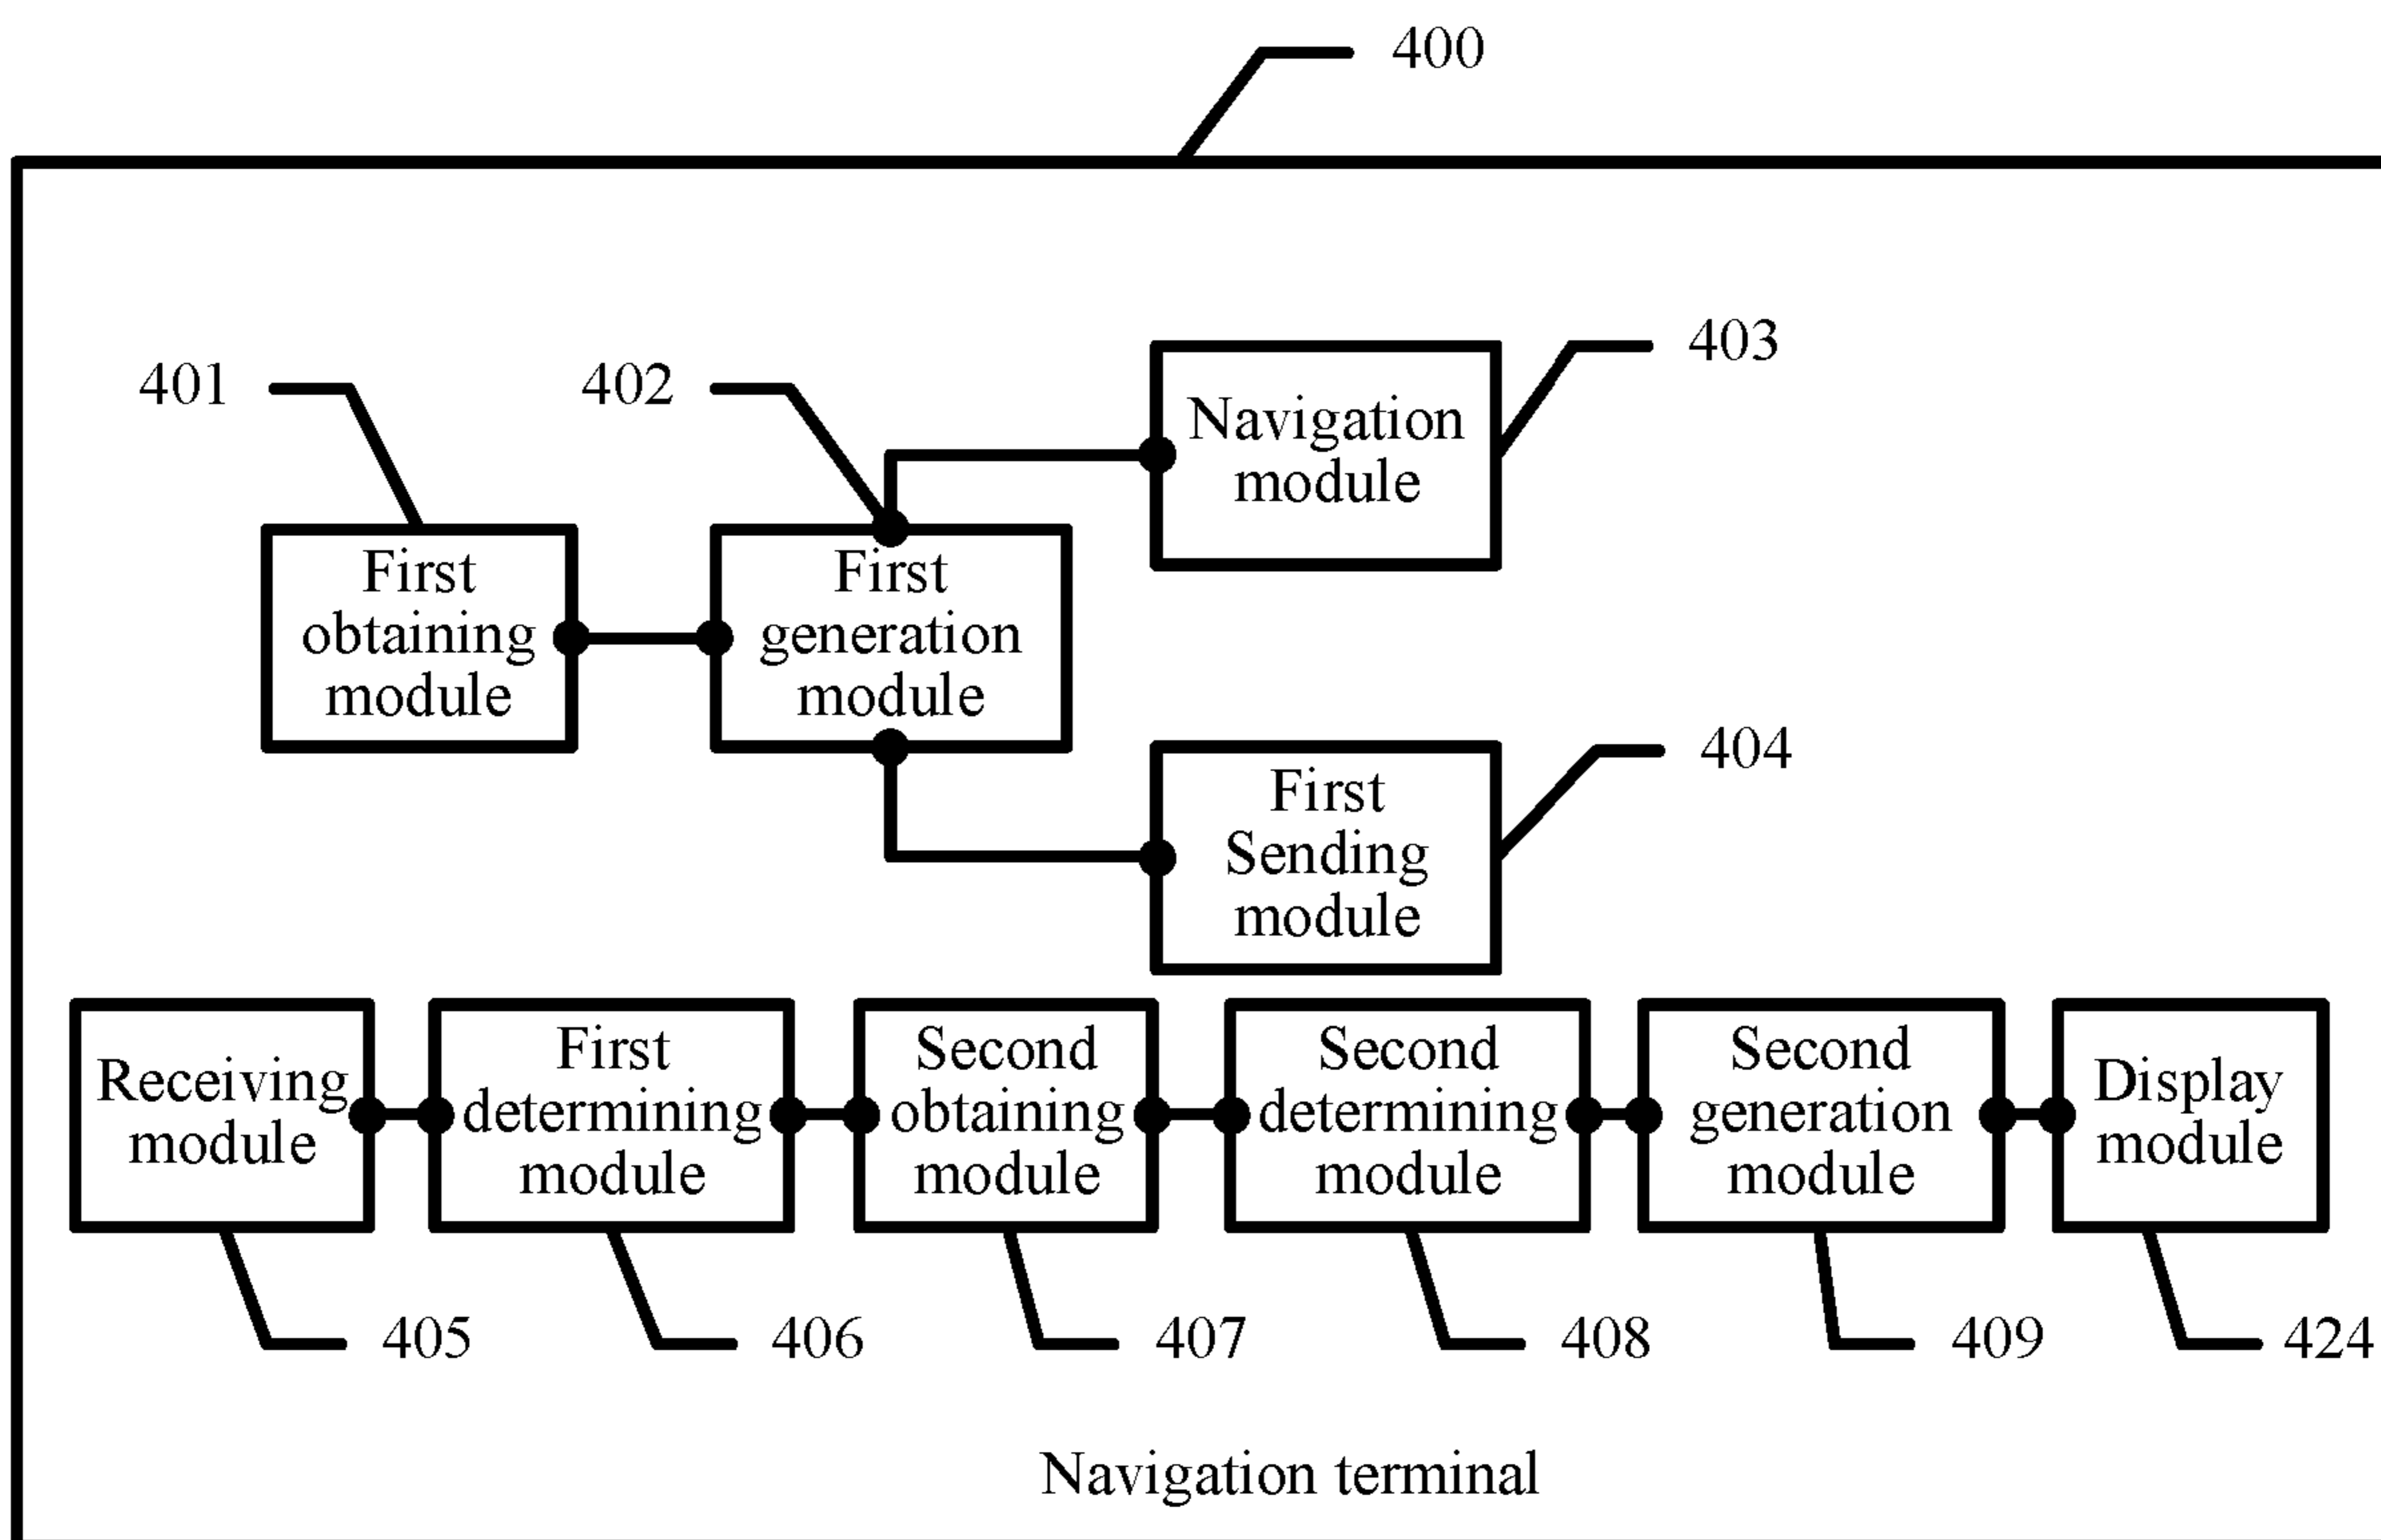 400
401
402
403
Navigation
module
First
obtaining
module
First
generation
module
404
First
Sending
module
Receiving
module
First
determining
module
Second
obtaining
module
Second
determining
module
Second
generation
module
Display
module
405
406
407
408
409
424
Navigation terminal